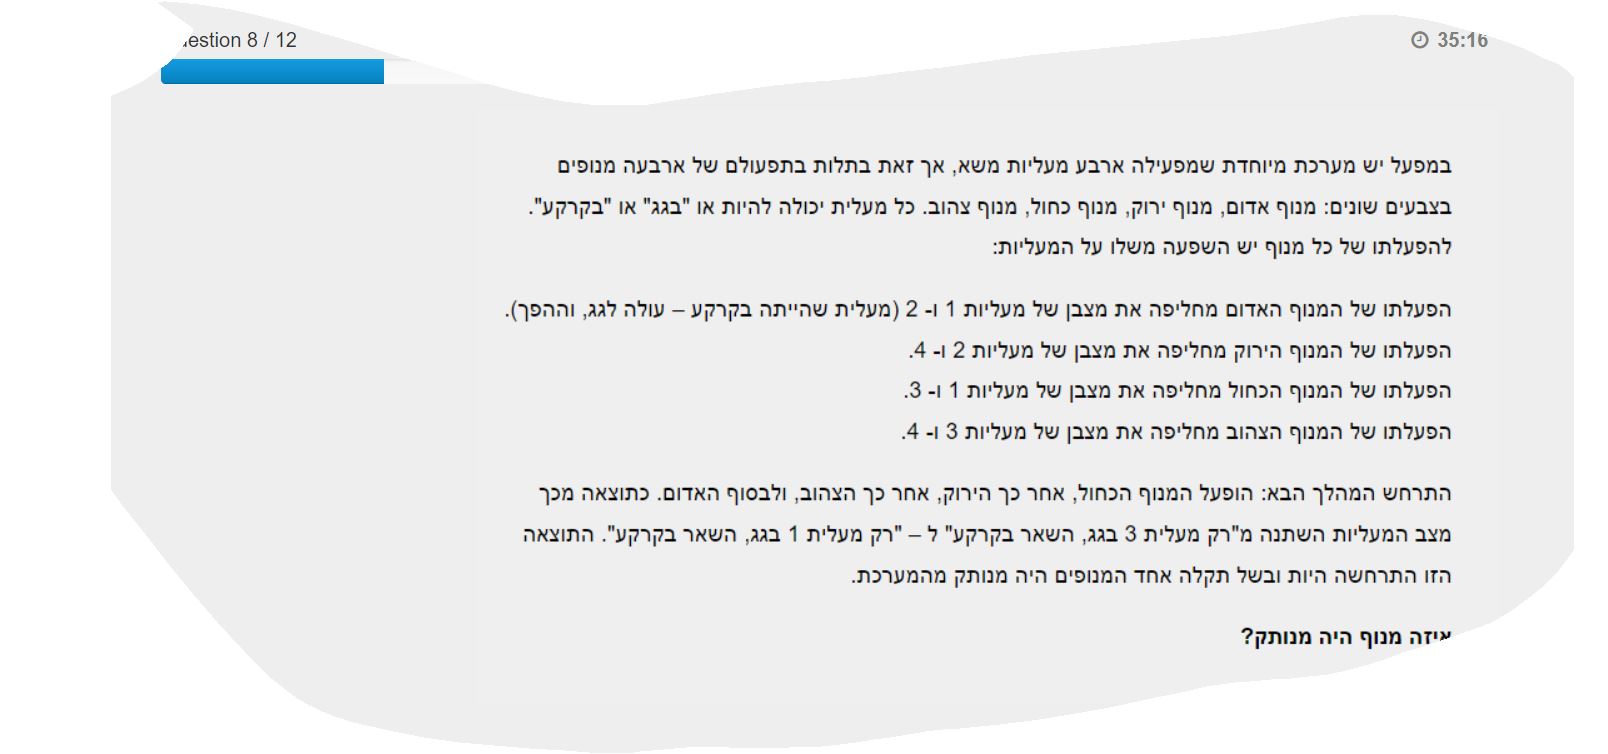 estion 8 / 12
35:16
במפעל יש מערכת מיוחדת שמפעילה ארבע מעליות משא, אך זאת בתלות בתפעולם של ארבעה מנופים
בצבעים שונים: מנוף אדום, מנוף ירוק, מנוף כחול, מנוף צהוב. כל מעלית יכולה להיות או "בגג" או "בקרקע".
להפעלתו של כל מנוף יש השפעה משלו על המעליות:
הפעלתו של המנוף האדום מחליפה את מצבן של מעליות 1 ו- 2 (מעלית שהייתה בקרקע – עולה לגג, וההפך).
הפעלתו של המנוף הירוק מחליפה את מצבן של מעליות 2 ו- 4.
הפעלתו של המנוף הכחול מחליפה את מצבן של מעליות 1 ו- 3.
הפעלתו של המנוף הצהוב מחליפה את מצבן של מעליות 3 ו- 4.
התרחש המהלך הבא: הופעל המנוף הכחול, אחר כך הירוק, אחר כך הצהוב, ולבסוף האדום. כתוצאה מכך
מצב המעליות השתנה מ"רק מעלית 3 בגג, השאר בקרקע" ל – "רק מעלית 1 בגג, השאר בקרקע". התוצאה
הזו התרחשה היות ובשל תקלה אחד המנופים היה מנותק מהמערכת.
איזה מנוף היה מנותק?